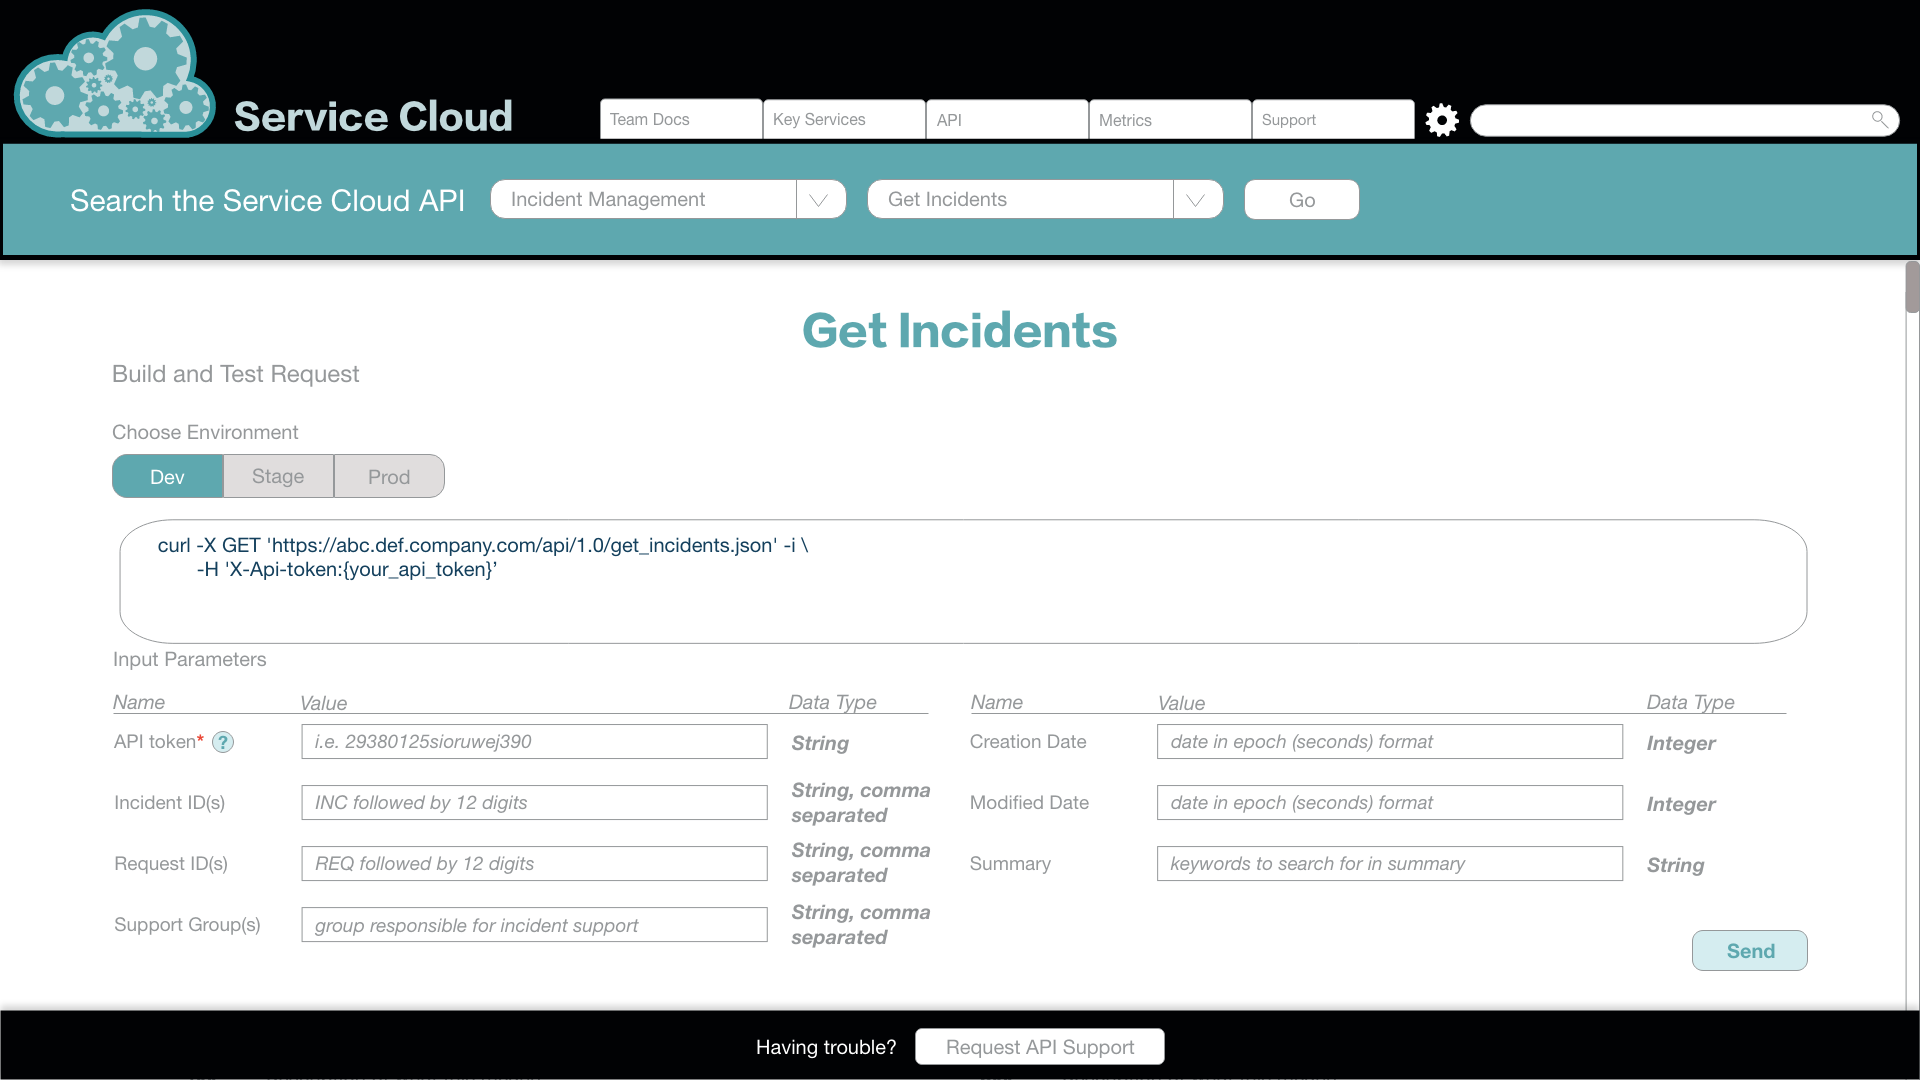 Service Cloud
Team Docs
Key Services
API
Metrics
Support
Search the Service Cloud API
Incident Management
Get Incidents
Go
Get Incidents
Build and Test Request
Choose Environment
Dev
Stage
Prod
curl -X GET 'https://abc.def.company.com/api/1.0/get_incidents.json' -i \
-H 'X-Api-token:{your_api_token}’
Input Parameters
Name
Value
Data Type
Name
Value
Data Type
API token* ?
i.e. 29380125sioruwej390
String
Creation Date
date in epoch (seconds) format
Integer
Incident ID(s)
INC followed by 12 digits
String, comma
separated
Modified Date
date in epoch (seconds) format
Integer
Request ID(s)
REQ followed by 12 digits
String, comma
separated
Summary
keywords to search for in summary
String
Support Group(s)
group responsible for incident support
String, comma
separated
Send
Having trouble?
Request API Support